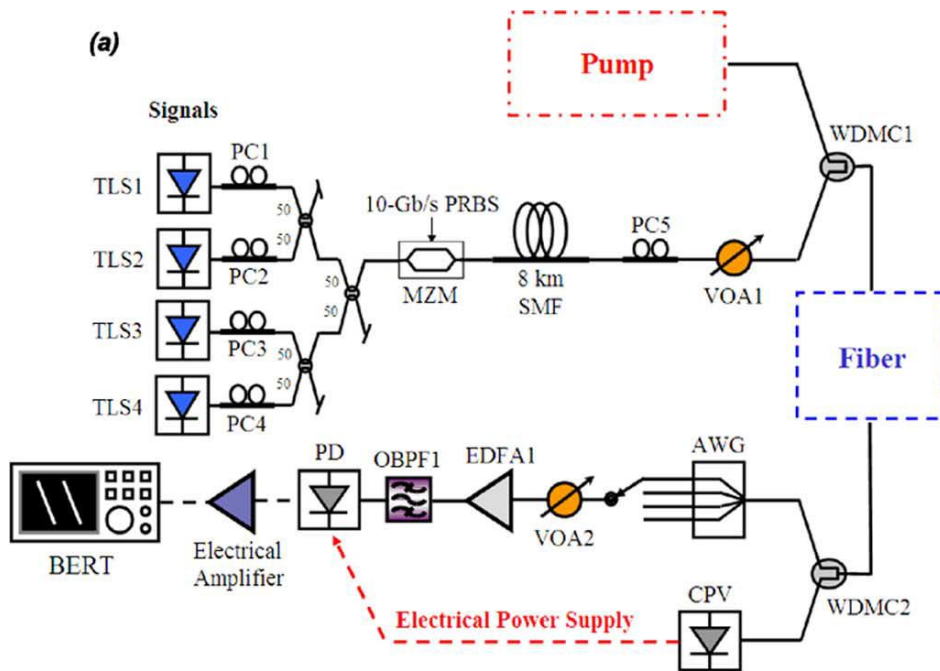 (a)
Pump
Signals
WDMC1
PC1
TLS1
50
10-Gb/s PRBS
PC5
50
TLS2
PC2
50
MZM
8 km
SMF
VOA1
50
TLS3
PC3
50
Fiber
50
TLS4
PC4
PD
OBPF1
EDFA1
AWG
VOA2
BERT
Electrical
Amplifier
CPV
WDMC2
Electrical Power Supply